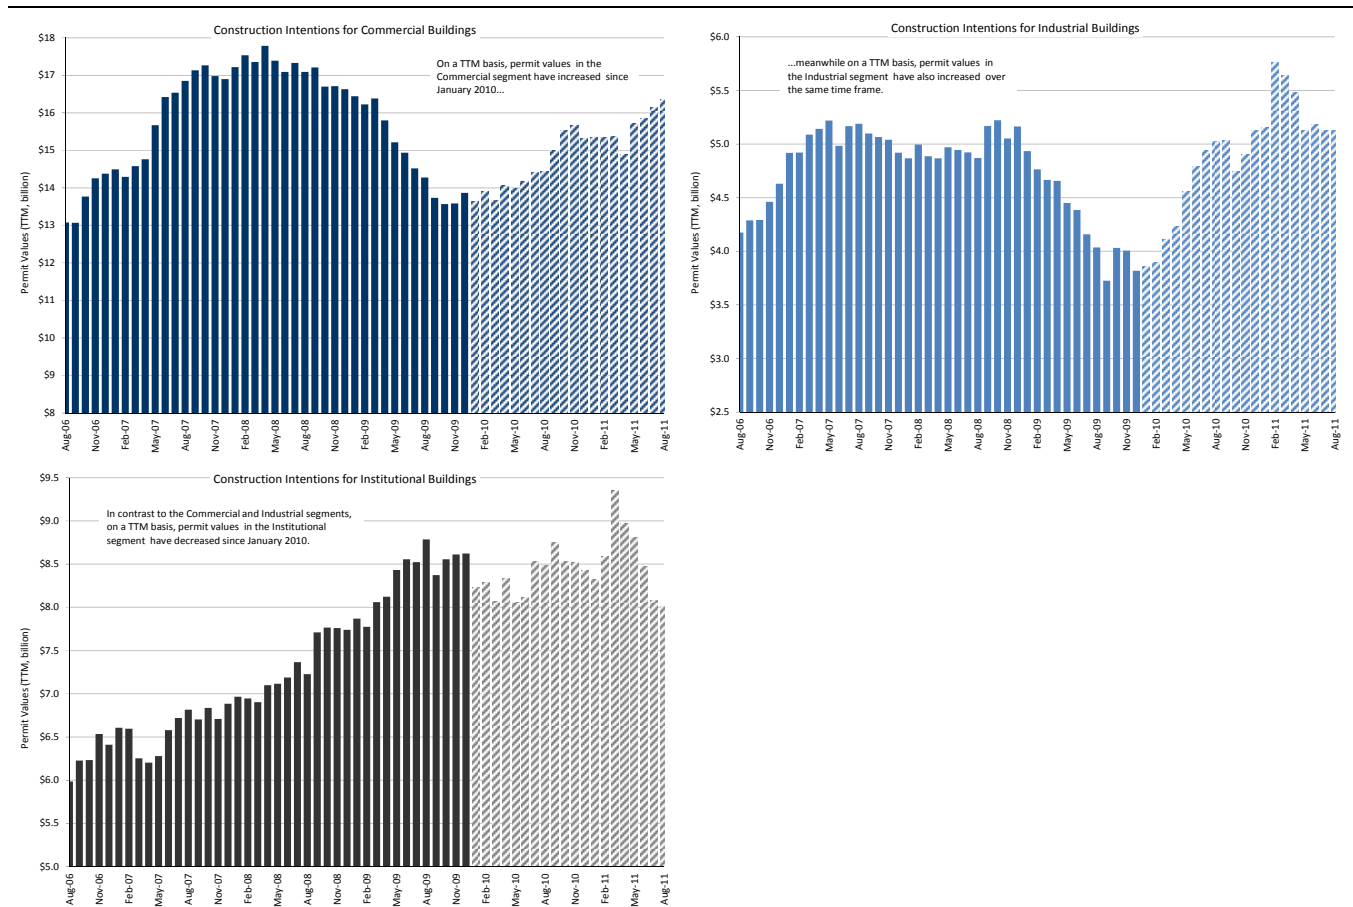 Construction Intentions for Commercial Buildings
On a TTM basis, permit values in the
Commercial segment have increased since
January 2010...
Permit Values (TTM, billion)
$18
$17
$16
$15
$14
$13
$12
$11
$10
$9
$8
Aug-06
Nov-06
Feb-07
May-07
Aug-07
Nov-07
Feb-08
May-08
Aug-08
Nov-08
Feb-09
May-09
Aug-09
Nov-09
Feb-10
May-10
Aug-10
Nov-10
Feb-11
May-11
Aug-11
Construction Intentions for Industrial Buildings
...meanwhile on a TTM basis, permit values in
the Industrial segment have also increased over
the same time frame.
Permit Values (TTM, billion)
$6.0
$5.5
$5.0
$4.5
$4.0
$3.5
$3.0
$2.5
Aug-06
Nov-06
Feb-07
May-07
Aug-07
Nov-07
Feb-08
May-08
Aug-08
Nov-08
Feb-09
May-09
Aug-09
Nov-09
Feb-10
May-10
Aug-10
Nov-10
Feb-11
May-11
Aug-11
Construction Intentions for Institutional Buildings
In contrast to the Commercial and Industrial segments,
on a TTM basis, permit values in the Institutional
segment have decreased since January 2010.
Permit Values (TTM, billion)
$9.5
$9.0
$8.5
$8.0
$7.5
$7.0
$6.5
$6.0
$5.5
$5.0
Aug-06
Nov-06
Feb-07
May-07
Aug-07
Nov-07
Feb-08
May-08
Aug-08
Nov-08
Feb-09
May-09
Aug-09
Nov-09
Feb-10
May-10
Aug-10
Nov-10
Feb-11
May-11
Aug-11